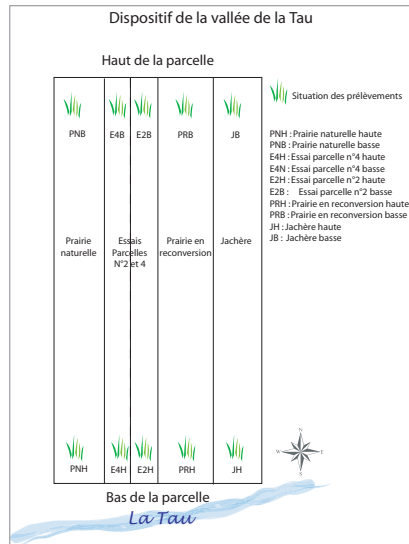 Dispositif de la vallée de la Tau
Haut de la parcelle
Situation des prélèvements
PNB E4B E2B PRB JB
PNH : Prairie naturelle haute
PNB : Prairie naturelle basse
E4H : Essai parcelle n°4 haute
E4N : Essai parcelle n°4 basse
E2H : Essai parcelle n°2 haute
E2B : Essai parcelle n°2 basse
PRH : Prairie en reconversion haute
PRB : Prairie en reconversion basse
JH : Jachère haute
JB : Jachère basse
Prairie
naturelle
Essais
Parcelles
N°2 et 4
Prairie en
reconversion
Jachère
N
W E
S
PNH E4H E2H PRH JH
Bas de la parcelle
La Tau